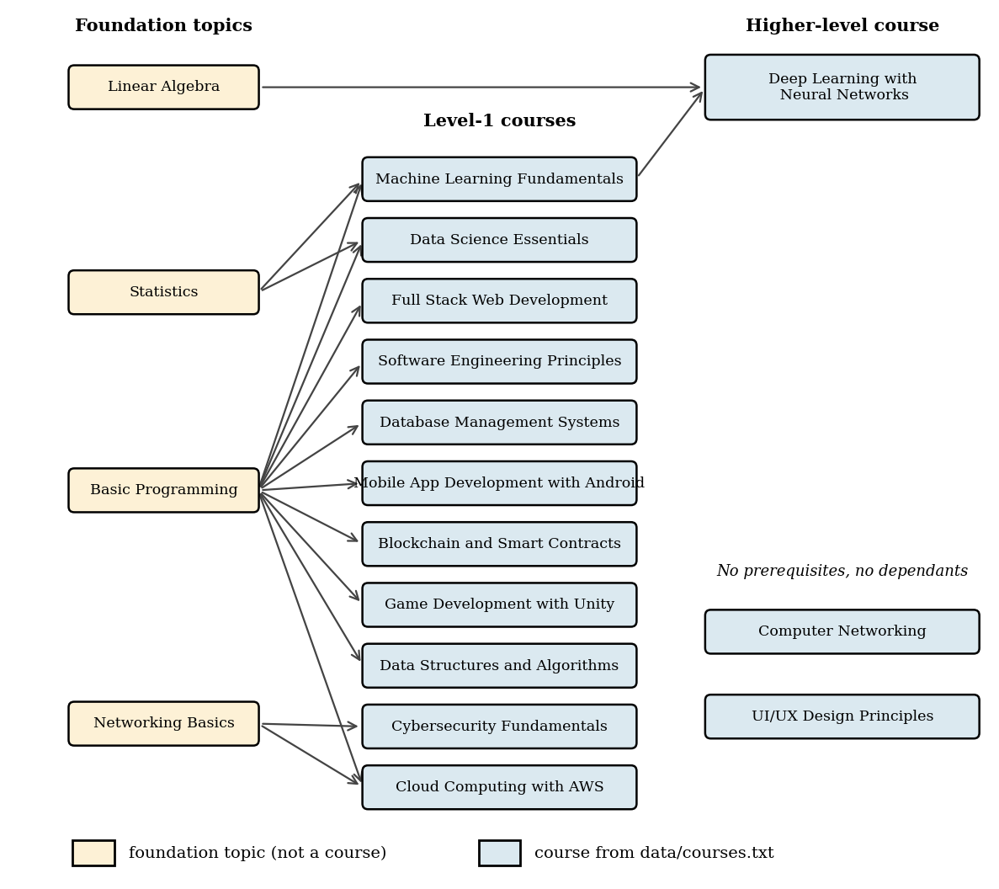 Foundation topics
Higher-level course
Linear Algebra
Deep Learning with
Neural Networks
Level-1 courses
Machine Learning Fundamentals
Data Science Essentials
Statistics
Full Stack Web Development
Software Engineering Principles
Database Management Systems
Mobile App Development with Android
Basic Programming
Blockchain and Smart Contracts
No prerequisites, no dependants
Game Development with Unity
Computer Networking
Data Structures and Algorithms
Networking Basics
Cybersecurity Fundamentals
UI/UX Design Principles
Cloud Computing with AWS
foundation topic (not a course)
course from data/courses.txt